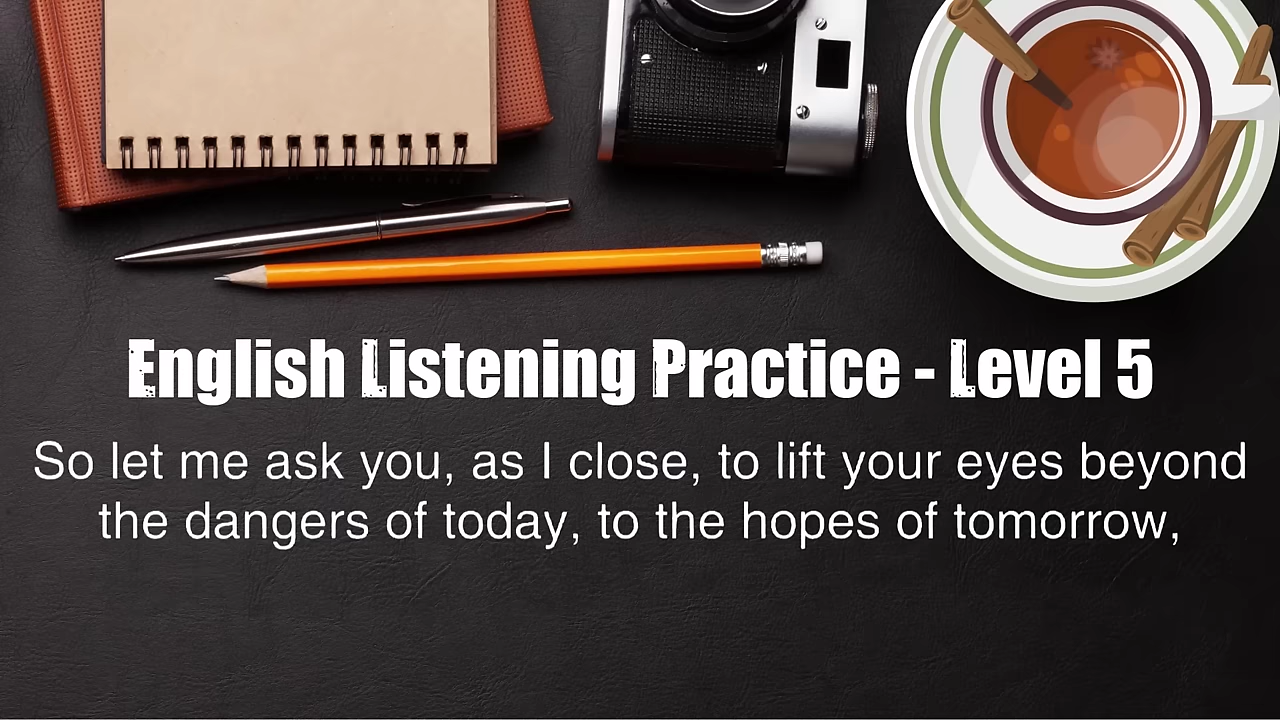 English Listening Practice - Level 5
So let me ask you, as I close, to lift your eyes beyond
the dangers of today, to the hopes of tomorrow,